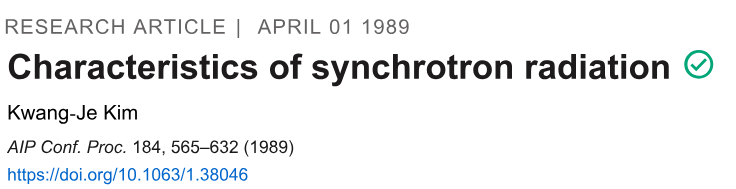 RESEARCH ARTICLE | APRIL 01 1989
Characteristics of synchrotron radiation
Kwang-Je Kim
AIP Conf. Proc. 184, 565–632 (1989)
https://doi.org/10.1063/1.38046